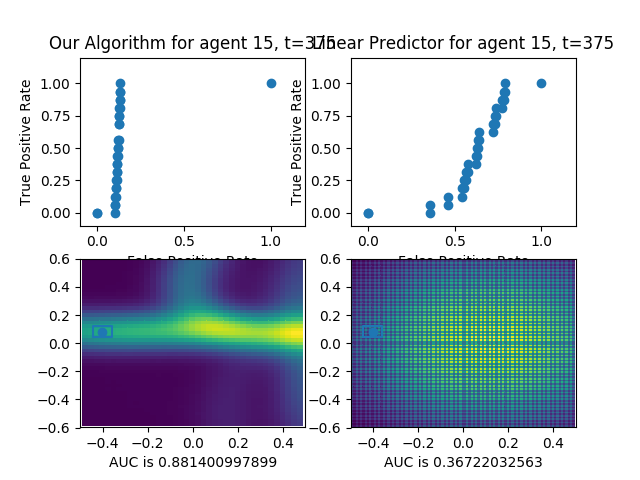 Our Algorithm for agent 15, t=375
Linear Predictor for agent 15, t=375
True Positive Rate
1.00
0.75
0.50
0.25
0.00
0.0 0.5 1.0
False Positive Rate
True Positive Rate
1.00
0.75
0.50
0.25
0.00
0.0 0.5 1.0
False Positive Rate
0.6
0.4
0.2
0.0
−0.2
−0.4
−0.6
−0.4 −0.2 0.0 0.2 0.4
AUC is 0.881400997899
0.6
0.4
0.2
0.0
−0.2
−0.4
−0.6
−0.4 −0.2 0.0 0.2 0.4
AUC is 0.36722032563